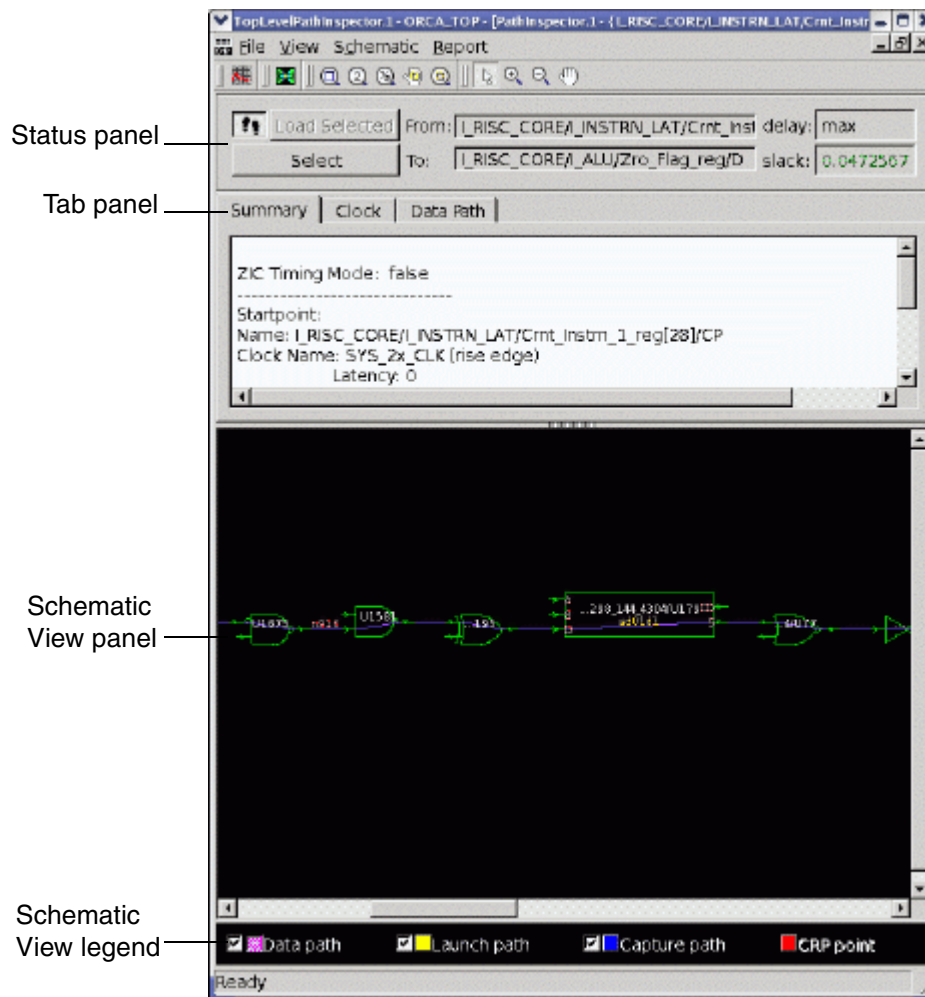 TopLevelPathInspector.1 - ORCA_TOP - [PathInspector.1 - {I_RISC_CORE/I_INSTRN_LAT/Crnt_Instr
File View Schematic Report
Status panel
Load Selected From: I_RISC_CORE/I_INSTRN_LAT/Crnt_Inst delay: max
Select To: I_RISC_CORE/I_ALU/Zro_Flag_reg/D slack: 0.0472567
Tab panel
Summary Clock Data Path
ZIC Timing Mode: false
------------------------------
Startpoint:
Name: I_RISC_CORE/I_INSTRN_LAT/Crnt_Instrn_1_reg[28]/CP
Clock Name: SYS_2x_CLK (rise edge)
Latency: 0
Schematic
View panel
n916 U1581
Schematic
View legend
Data path Launch path Capture path CRP point
Ready